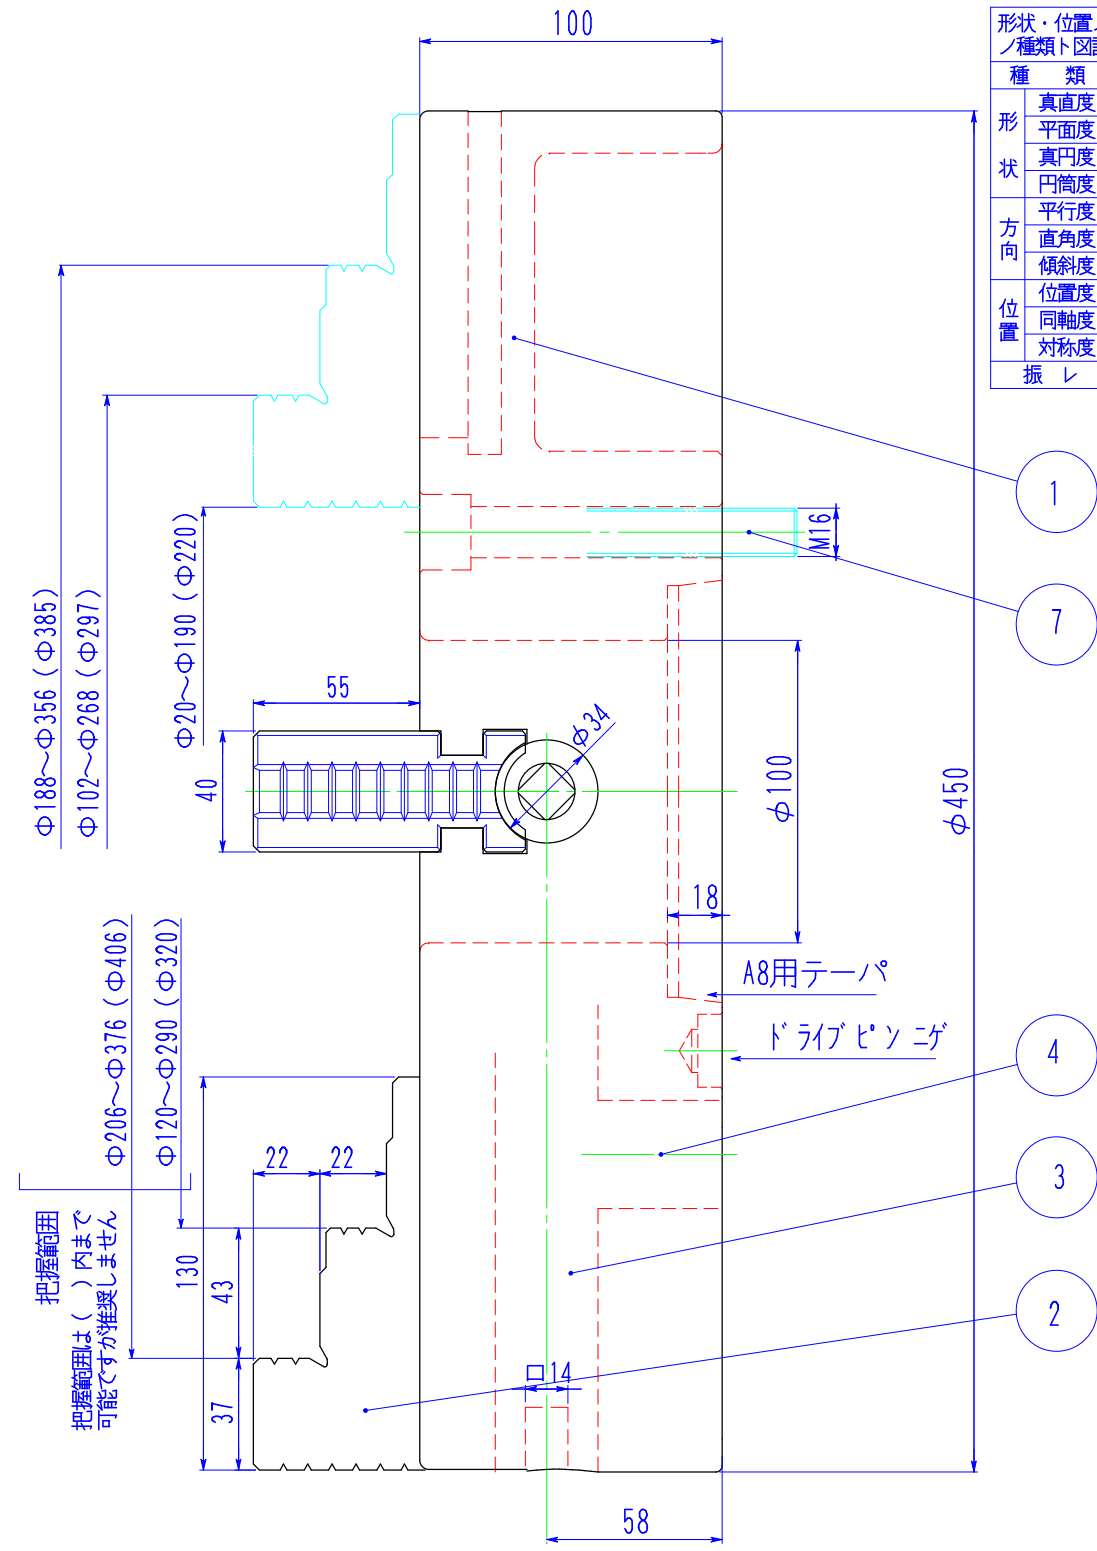 100
形状・位置
ノ種類ト図
種 類
形
状
真直度
平面度
真円度
円筒度
方
向
平行度
直角度
傾斜度
位
置
位置度
同軸度
対称度
振 レ
1
M16
7
Φ188～Φ356(Φ385)
Φ102～Φ268(Φ297)
Φ20～Φ190(Φ220)
55
40
φ34
φ100
φ450
18
A8用テーパ
ドライブピンニゲ
4
3
2
Φ206～Φ376(Φ406)
Φ120～Φ290(Φ320)
22
22
130
43
37
把握範囲
把握範囲は( )内まで
可能ですが推奨しません
口14
58